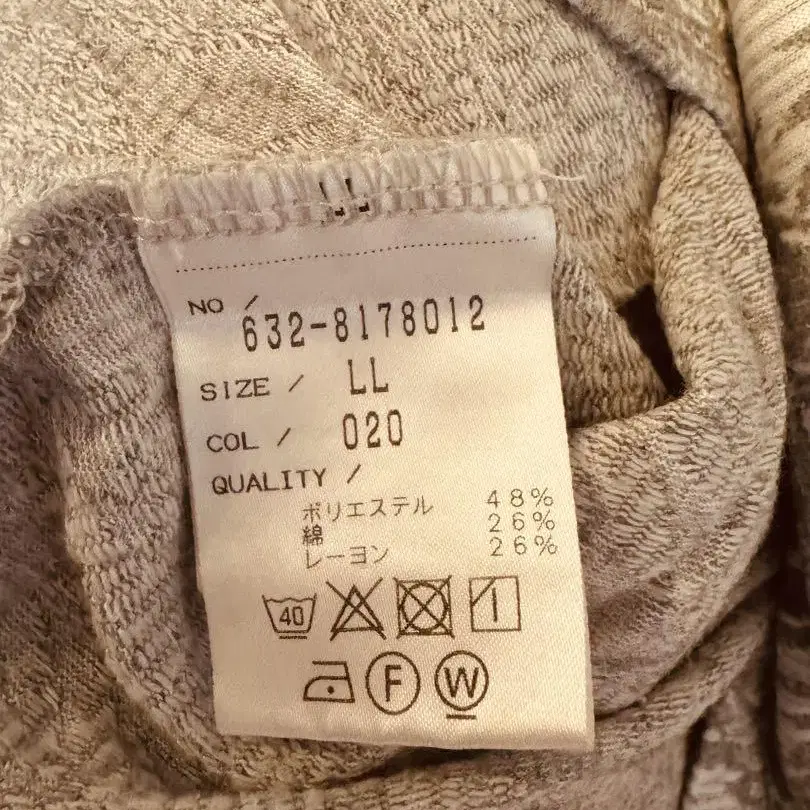 NO / 632-8178012
SIZE / LL
COL / 020
QUALITY /
ポリエステル 48%
綿 26%
レーヨン 26%
40
F W